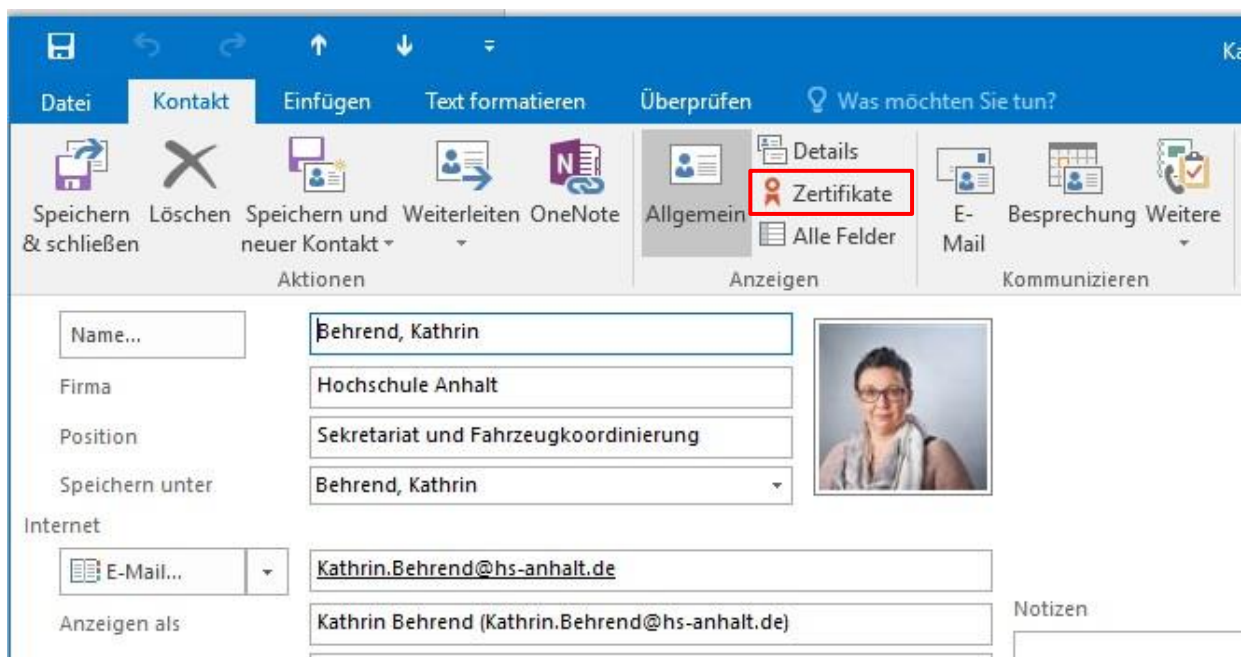 Ka
Datei Kontakt Einfügen Text formatieren Überprüfen Was möchten Sie tun?
Speichern & schließen
Löschen
Speichern und neuer Kontakt
Weiterleiten
OneNote
Aktionen
Allgemein
Details
Zertifikate
Alle Felder
Anzeigen
E-Mail
Besprechung
Weitere
Kommunizieren
Name... Behrend, Kathrin
Firma Hochschule Anhalt
Position Sekretariat und Fahrzeugkoordinierung
Speichern unter Behrend, Kathrin
Internet
E-Mail... Kathrin.Behrend@hs-anhalt.de
Anzeigen als Kathrin Behrend (Kathrin.Behrend@hs-anhalt.de)
Notizen